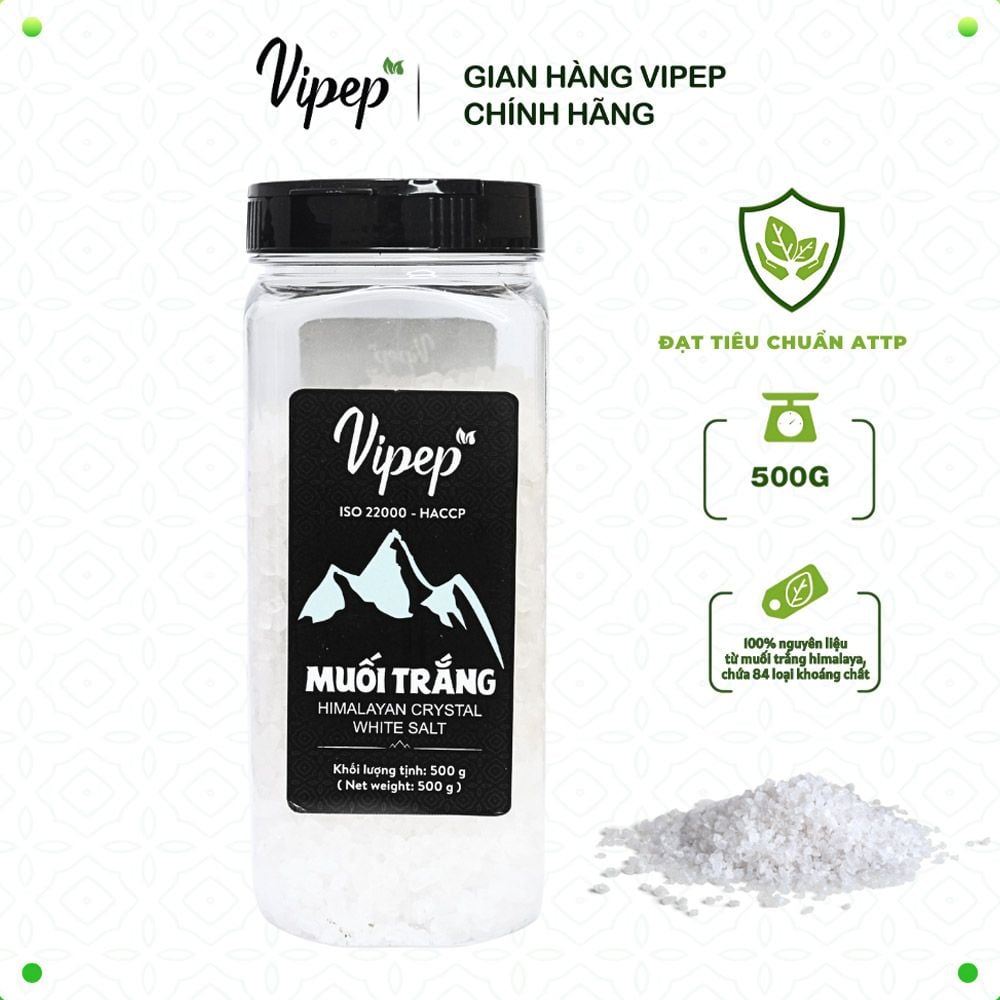 Vipep
GIAN HÀNG VIPEP
CHÍNH HÃNG
ĐẠT TIÊU CHUẨN ATTP
500G
100% nguyên liệu
từ muối trắng himalaya,
chứa 84 loại khoáng chất
Vipep
Vipep
ISO 22000 - HACCP
MUỐI TRẮNG
HIMALAYAN CRYSTAL
WHITE SALT
Khối lượng tịnh: 500 g
( Net weight: 500 g )